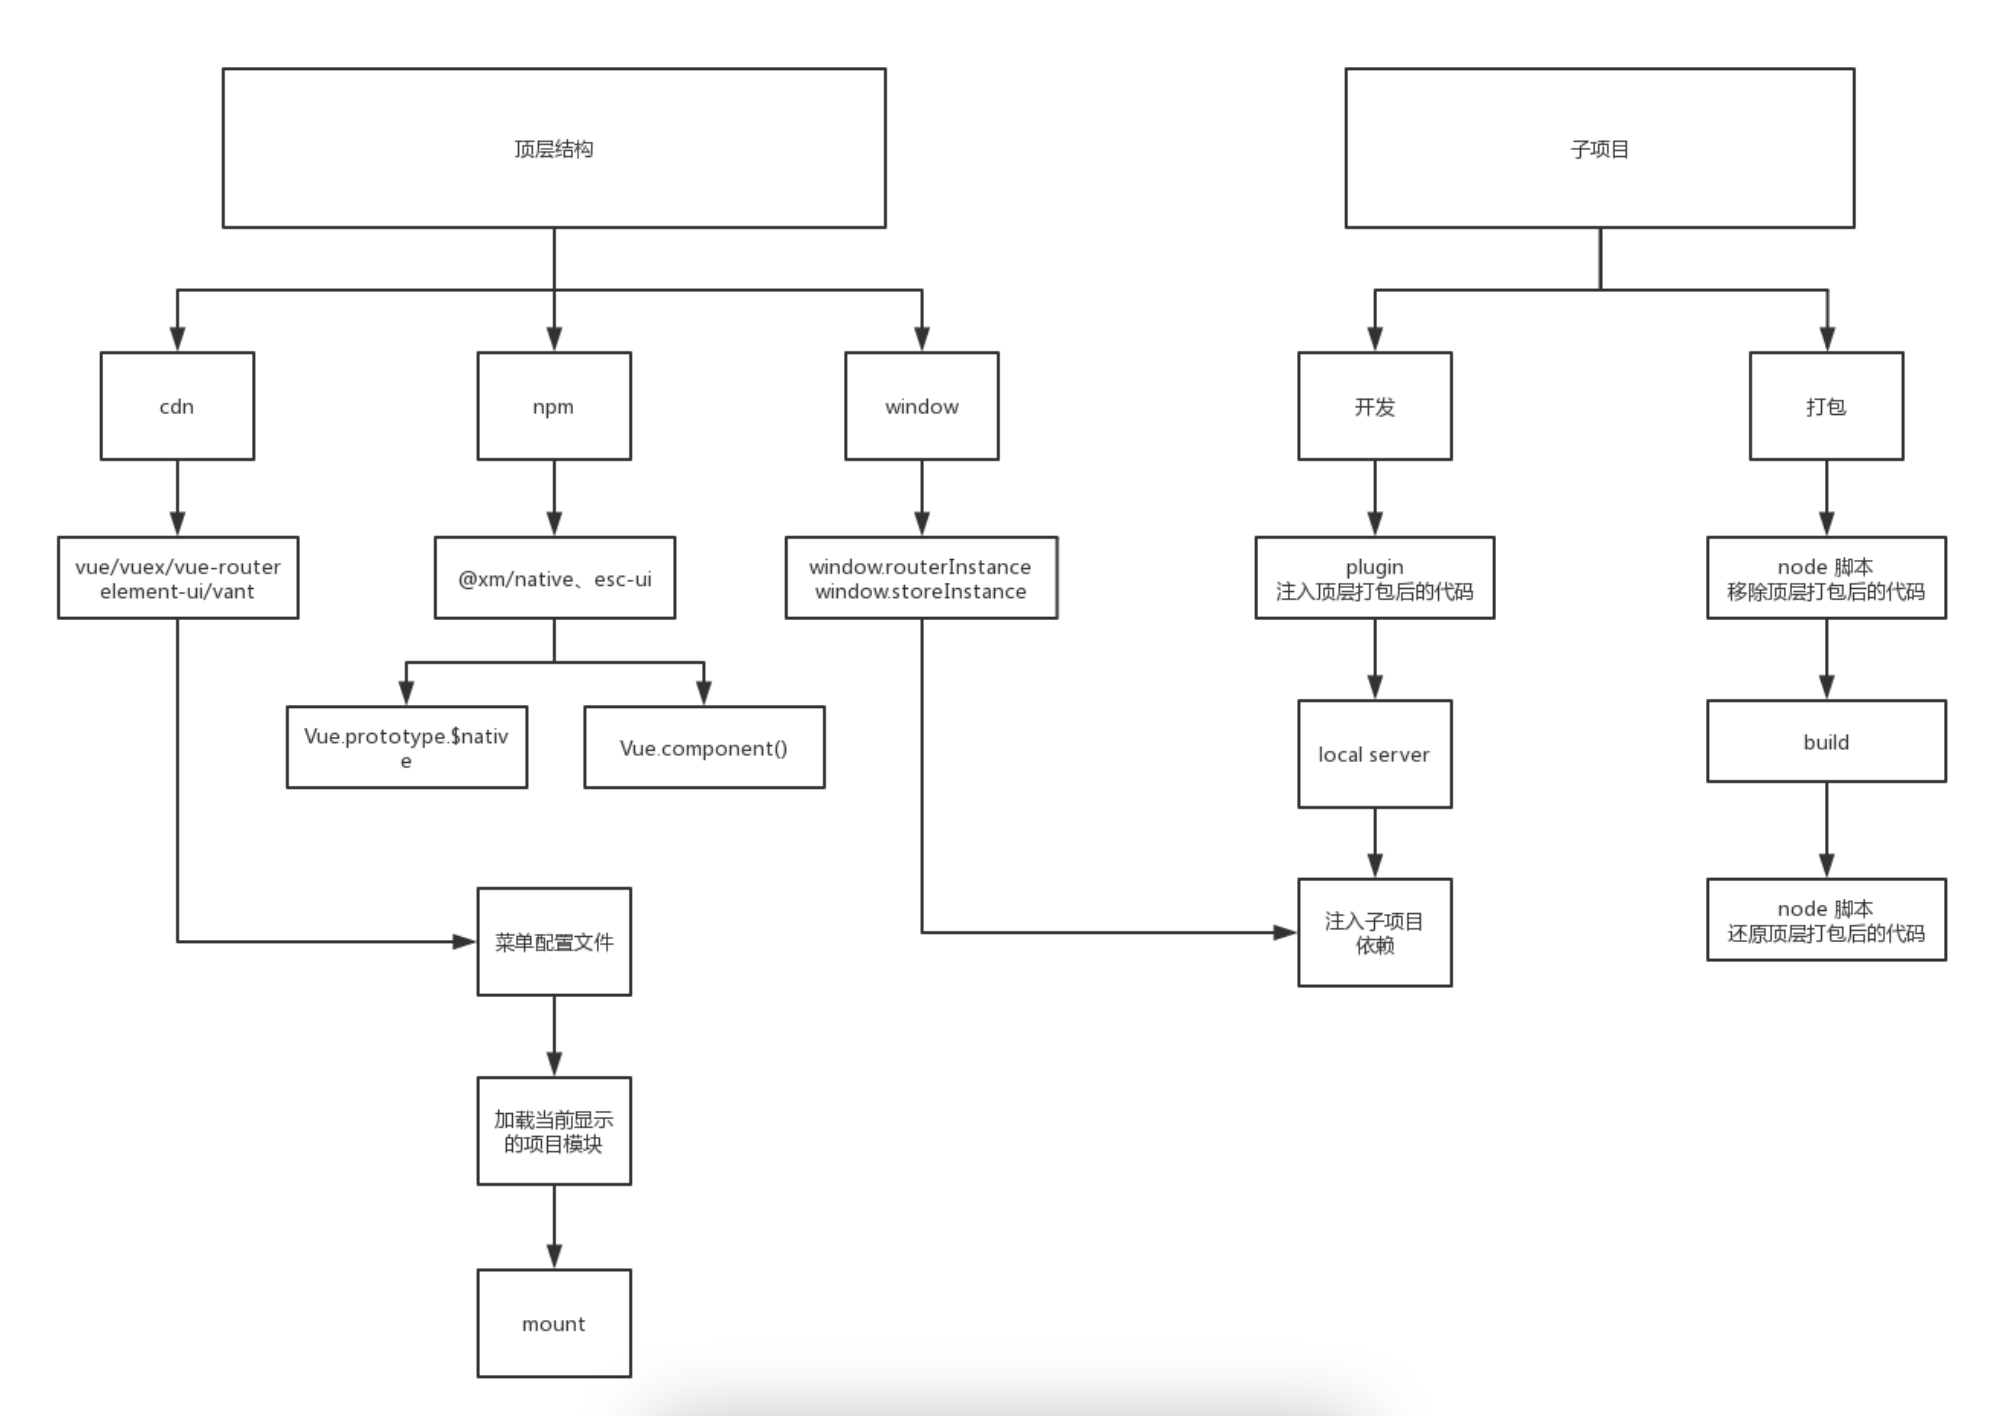 顶层结构
子项目
cdn
npm
window
开发
打包
vue/vuex/vue-router
element-ui/vant
@xm/native、esc-ui
window.routerInstance
window.storeInstance
plugin
注入顶层打包后的代码
node 脚本
移除顶层打包后的代码
Vue.prototype.$nativ
e
Vue.component()
local server
build
菜单配置文件
注入子项目
依赖
node 脚本
还原顶层打包后的代码
加载当前显示
的项目模块
mount